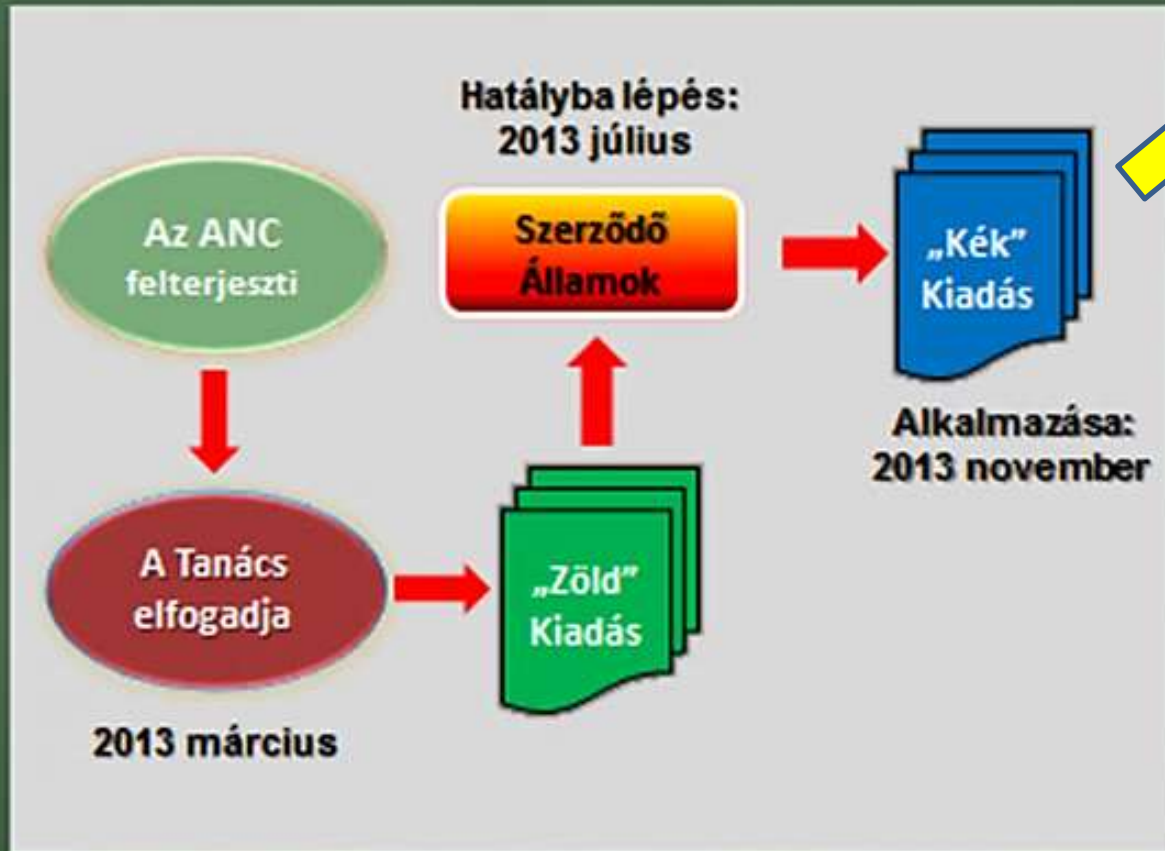 Az ANC
felterjeszti
A Tanács
elfogadja
2013 március
„Zöld”
Kiadás
Hatályba lépés:
2013 július
Szerződő
Államok
„Kék”
Kiadás
Alkalmazása:
2013 november